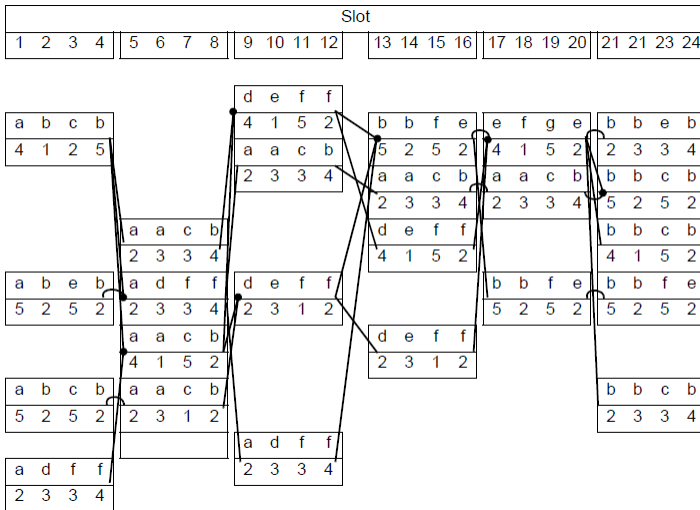 Slot
1 2 3 4 5 6 7 8 9 10 11 12 13 14 15 16 17 18 19 20 21 21 23 24
d e f f
a b c b 4 1 5 2 b b f e e f g e b b e b
4 1 2 5 a a c b 5 2 5 2 4 1 5 2 2 3 3 4
2 3 3 4 a a c b a a c b b b c b
2 3 3 4 2 3 3 4 5 2 5 2
a a c b d e f f b b c b
2 3 3 4 4 1 5 2 4 1 5 2
a b e b a d f f d e f f b b f e b b f e
5 2 5 2 2 3 3 4 2 3 1 2 5 2 5 2 5 2 5 2
a a c b d e f f
4 1 5 2 2 3 1 2
a b c b a a c b b b c b
5 2 5 2 2 3 1 2 2 3 3 4
a d f f
a d f f 2 3 3 4
2 3 3 4